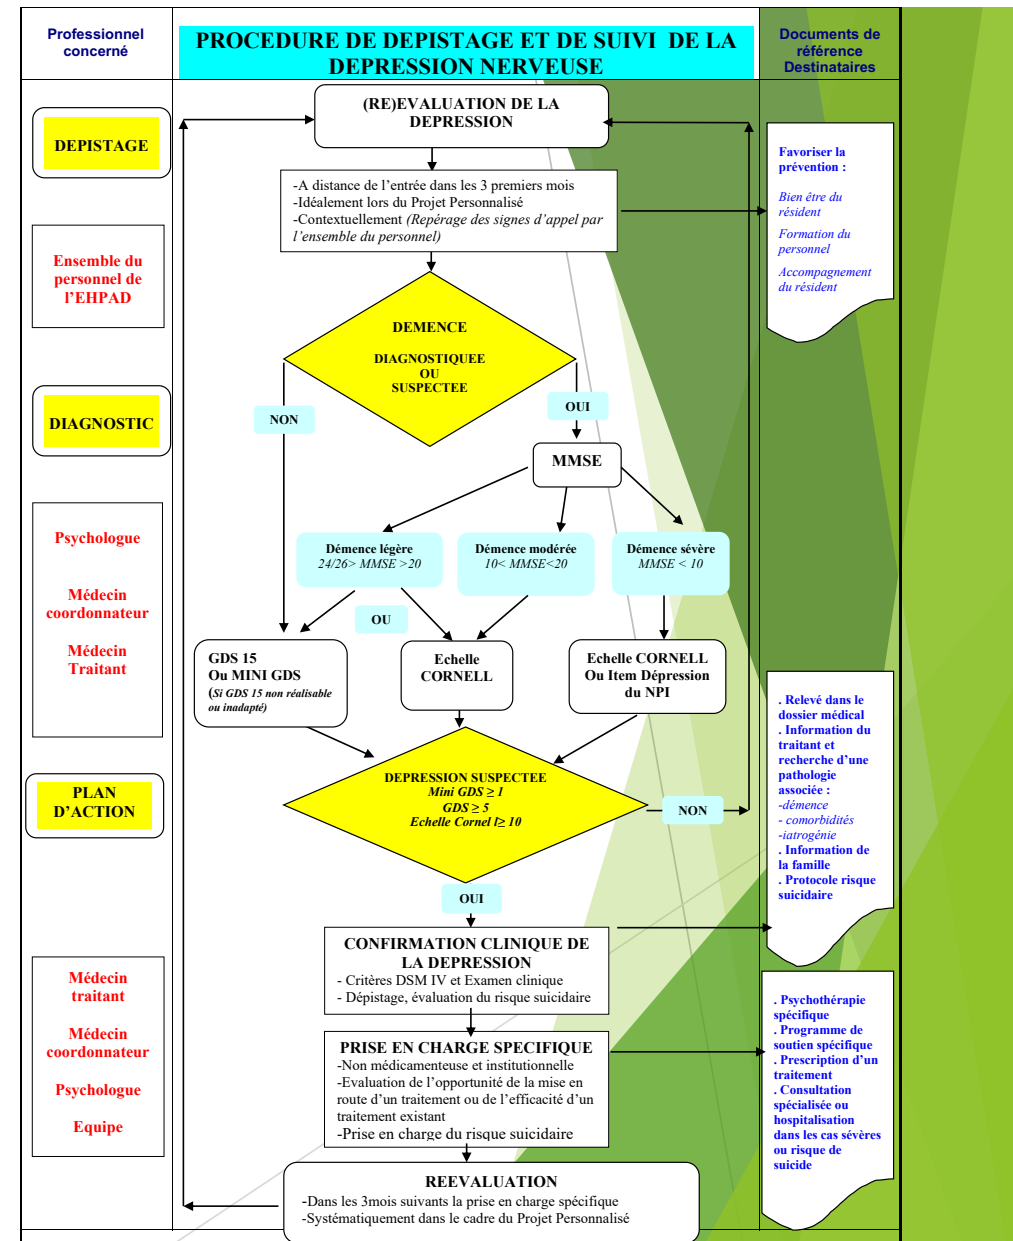 Professionnel
concerné
PROCEDURE DE DEPISTAGE ET DE SUIVI DE LA
DEPRESSION NERVEUSE
Documents de
référence
Destinataires
DEPISTAGE
(RE)EVALUATION DE LA
DEPRESSION
-A distance de l'entrée dans les 3 premiers mois
-Idéalement lors du Projet Personnalisé
-Contextuellement (Repérage des signes d'appel par
l'ensemble du personnel)
Favoriser la
prévention :
Bien être du
résident
Formation du
personnel
Accompagnement
du résident
Ensemble du
personnel de
l'EHPAD
DEMENCE
DIAGNOSTIQUEE
OU
SUSPECTEE
DIAGNOSTIC
NON
OUI
MMSE
Psychologue
Médecin
coordonnateur
Médecin
Traitant
Démence légère
24/26> MMSE >20
Démence modérée
10< MMSE<20
Démence sévère
MMSE < 10
OU
GDS 15
Ou MINI GDS
(Si GDS 15 non réalisable
ou inadapté)
Echelle
CORNELL
Echelle CORNELL
Ou Item Dépression
du NPI
. Relevé dans le
dossier médical
. Information du
traitant et
recherche d'une
pathologie
associée :
-démence
- comorbidités
-iatrogénie
. Information de
la famille
. Protocole risque
suicidaire
PLAN
D'ACTION
DEPRESSION SUSPECTEE
Mini GDS ≥ 1
GDS ≥ 5
Echelle Cornel l≥ 10
NON
OUI
CONFIRMATION CLINIQUE DE
LA DEPRESSION
- Critères DSM IV et Examen clinique
- Dépistage, évaluation du risque suicidaire
Médecin
traitant
Médecin
coordonnateur
Psychologue
Equipe
PRISE EN CHARGE SPECIFIQUE
-Non médicamenteuse et institutionnelle
-Evaluation de l'opportunité de la mise en
route d'un traitement ou de l'efficacité d'un
traitement existant
-Prise en charge du risque suicidaire
. Psychothérapie
spécifique
. Programme de
soutien spécifique
. Prescription d'un
traitement
. Consultation
spécialisée ou
hospitalisation
dans les cas sévères
ou risque de
suicide
REEVALUATION
-Dans les 3mois suivants la prise en charge spécifique
-Systématiquement dans le cadre du Projet Personnalisé